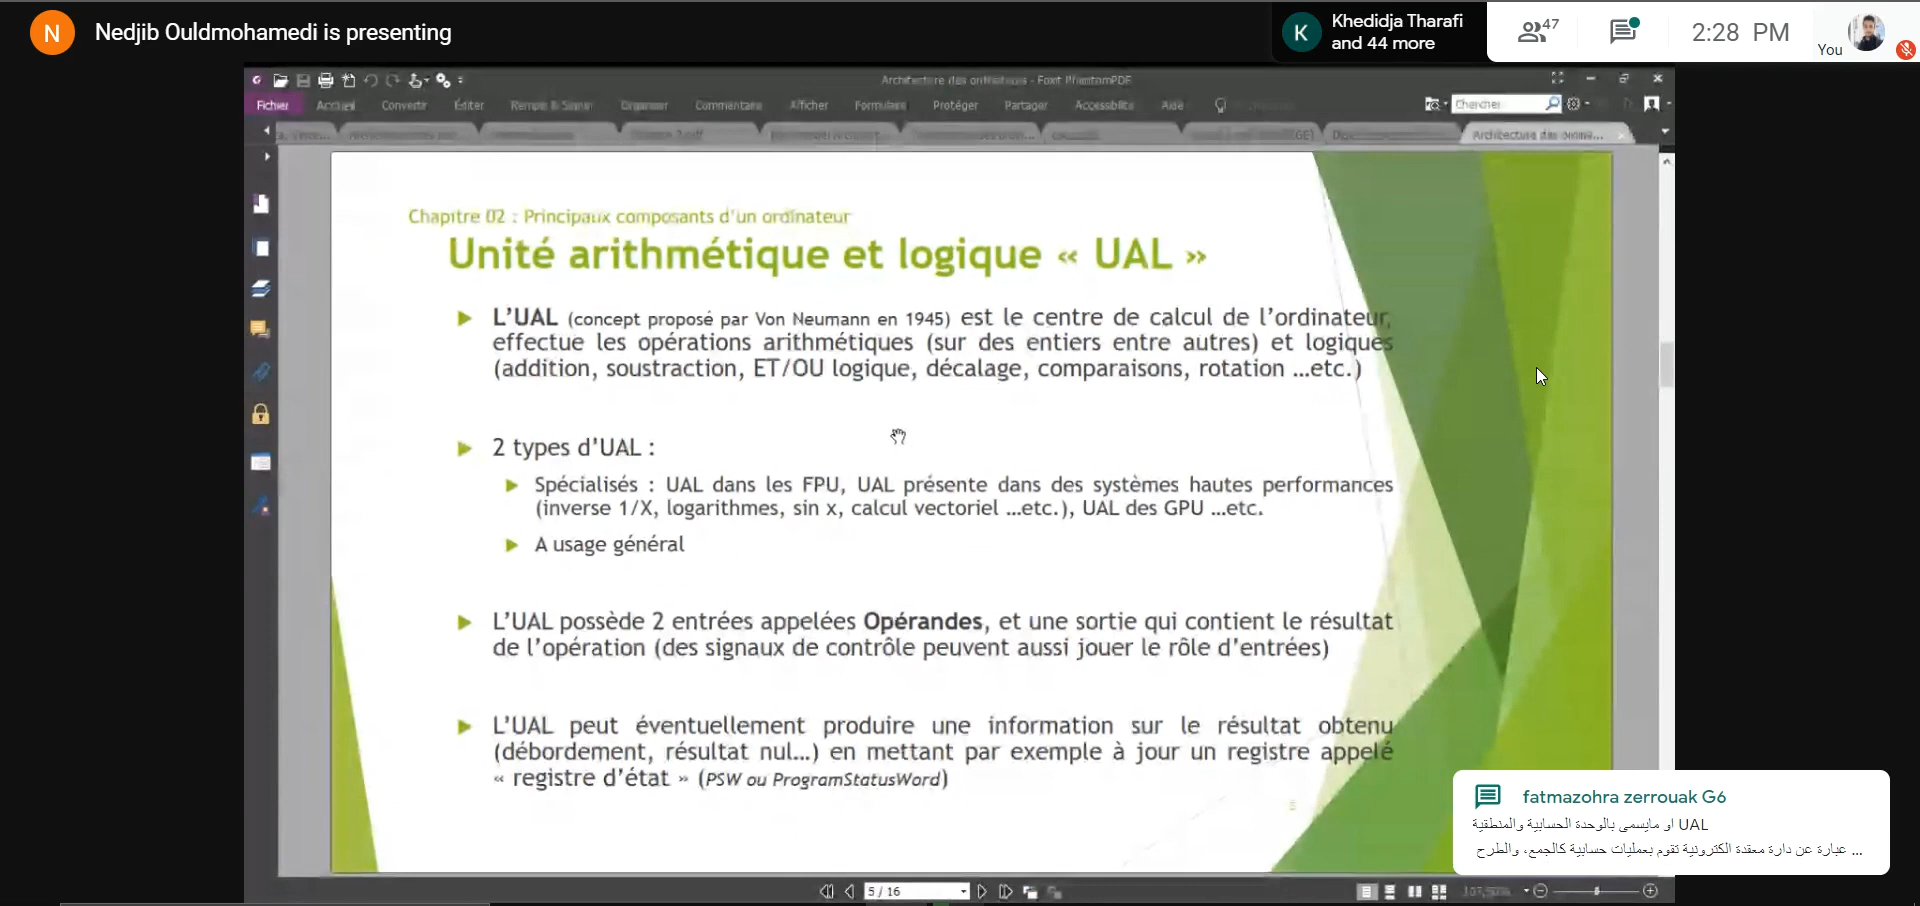 N
Nedjib Ouldmohamedi is presenting
K
Khedidja Tharafi
and 44 more
47
2:28 PM
You
Architecture des ordinateurs - Foxit PhantomPDF
Fichier Accueil Convertir Éditer Remplir & Signer Organiser Commentaire Afficher Formulaire Protéger Partager Accessibilité Aide
Chercher
Architecture des ordina...
Chapitre 02 : Principaux composants d'un ordinateur
Unité arithmétique et logique « UAL »
L'UAL (concept proposé par Von Neumann en 1945) est le centre de calcul de l'ordinateur,
effectue les opérations arithmétiques (sur des entiers entre autres) et logiques
(addition, soustraction, ET/OU logique, décalage, comparaisons, rotation …etc.)
2 types d'UAL :
Spécialisés : UAL dans les FPU, UAL présente dans des systèmes hautes performances
(inverse 1/X, logarithmes, sin x, calcul vectoriel …etc.), UAL des GPU …etc.
A usage général
L'UAL possède 2 entrées appelées Opérandes, et une sortie qui contient le résultat
de l'opération (des signaux de contrôle peuvent aussi jouer le rôle d'entrées)
L'UAL peut éventuellement produire une information sur le résultat obtenu
(débordement, résultat nul…) en mettant par exemple à jour un registre appelé
« registre d'état » (PSW ou ProgramStatusWord)
5
fatmazohra zerrouak G6
UAL او مايسمى بالوحدة الحسابية والمنطقية
عبارة عن دارة معقدة الكترونية تقوم بعمليات حسابية كالجمع، والطرح ...
5 / 16
107,50%